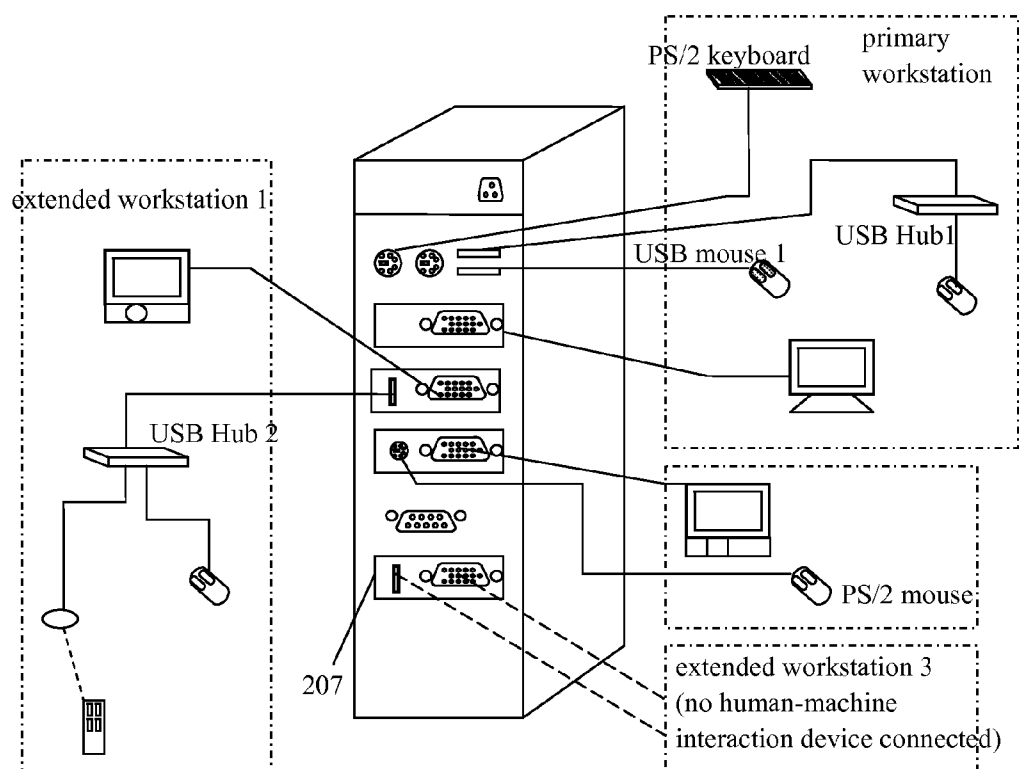 primary
workstation
PS/2 keyboard
extended workstation 1
USB Hub1
USB mouse 1
USB Hub 2
PS/2 mouse
207
extended workstation 3
(no human-machine
interaction device connected)